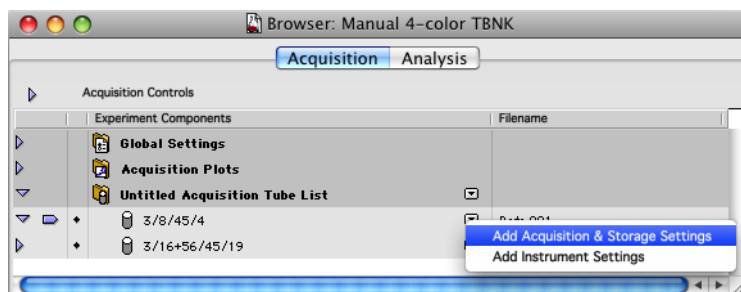 Browser: Manual 4-color TBNK
Acquisition Analysis
Acquisition Controls
Experiment Components Filename
Global Settings
Acquisition Plots
Untitled Acquisition Tube List
3/8/45/4
Add Acquisition & Storage Settings
3/16+56/45/19
Add Instrument Settings